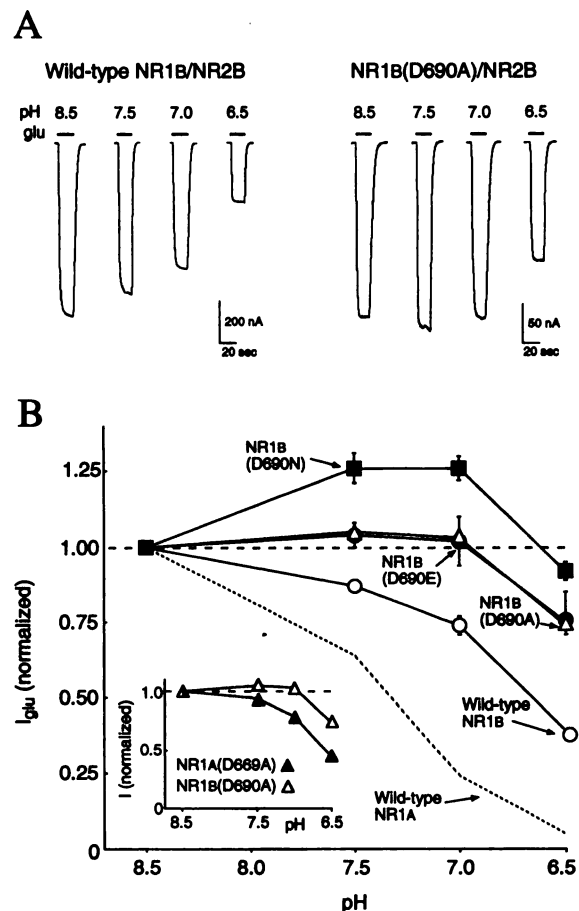 A
Wild-type NR1B/NR2B
NR1B(D690A)/NR2B
pH 8.5 7.5 7.0 6.5
8.5 7.5 7.0 6.5
glu
200 nA
20 sec
50 nA
20 sec
B
NR1B
(D690N)
1.25
1.00
NR1B
(D690E)
NR1B
(D690A)
0.75
Iglu (normalized)
0.50
Wild-type
NR1B
I (normalized)
1.0
0.5
NR1A(D669A)
NR1B(D690A)
0
8.5 7.5 pH 6.5
0.25
Wild-type
NR1A
0
8.5 8.0 7.5 7.0 6.5
pH